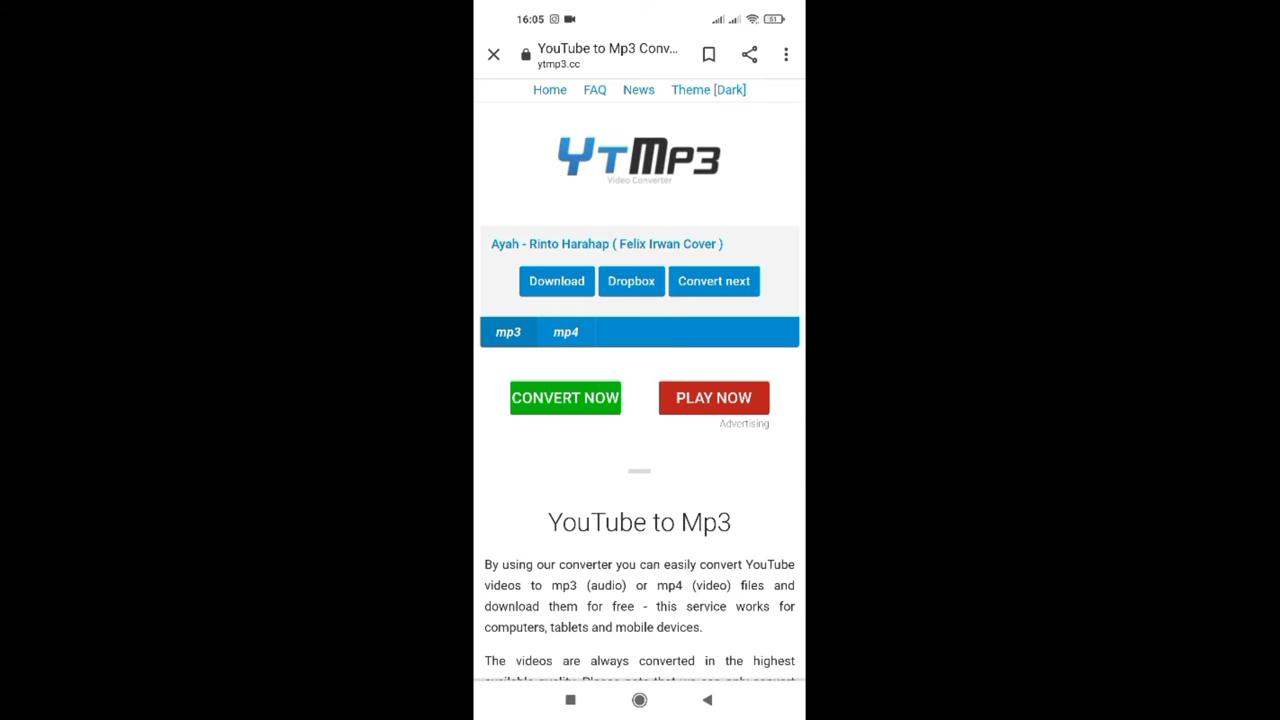 16:05
51
YouTube to Mp3 Conv...
ytmp3.cc
Home FAQ News Theme [Dark]
YTMP3
Video Converter
Ayah - Rinto Harahap ( Felix Irwan Cover )
Download Dropbox Convert next
mp3 mp4
CONVERT NOW PLAY NOW
Advertising
YouTube to Mp3
By using our converter you can easily convert YouTube
videos to mp3 (audio) or mp4 (video) files and
download them for free - this service works for
computers, tablets and mobile devices.
The videos are always converted in the highest